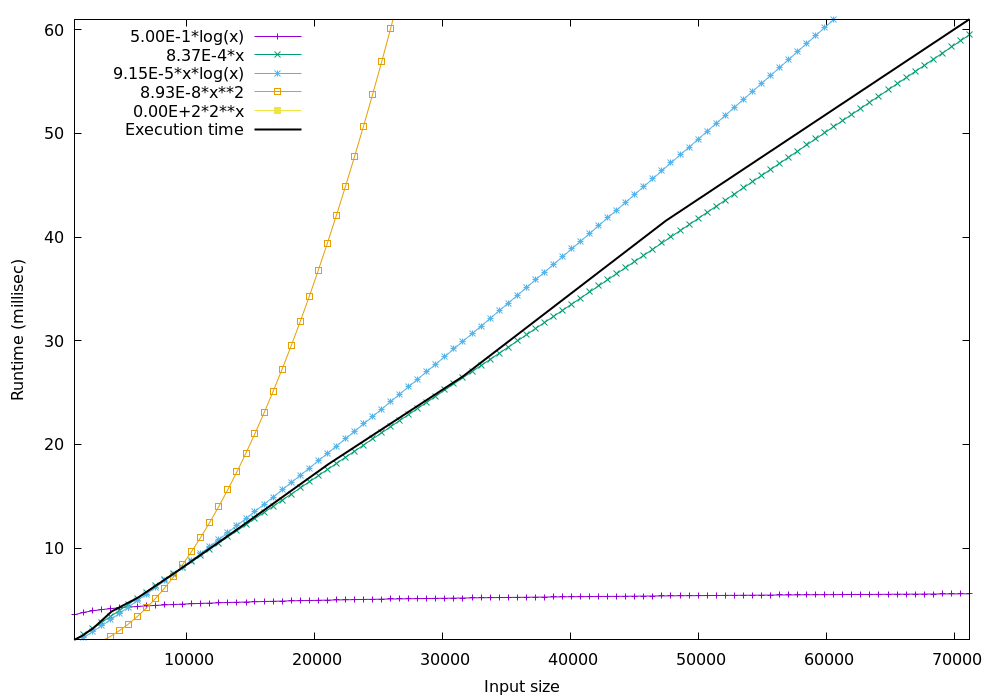 60
5.00E-1*log(x)
8.37E-4*x
9.15E-5*x*log(x)
8.93E-8*x**2
0.00E+2*2**x
Execution time
50
40
Runtime (millisec)
30
20
10
10000 20000 30000 40000 50000 60000 70000
Input size